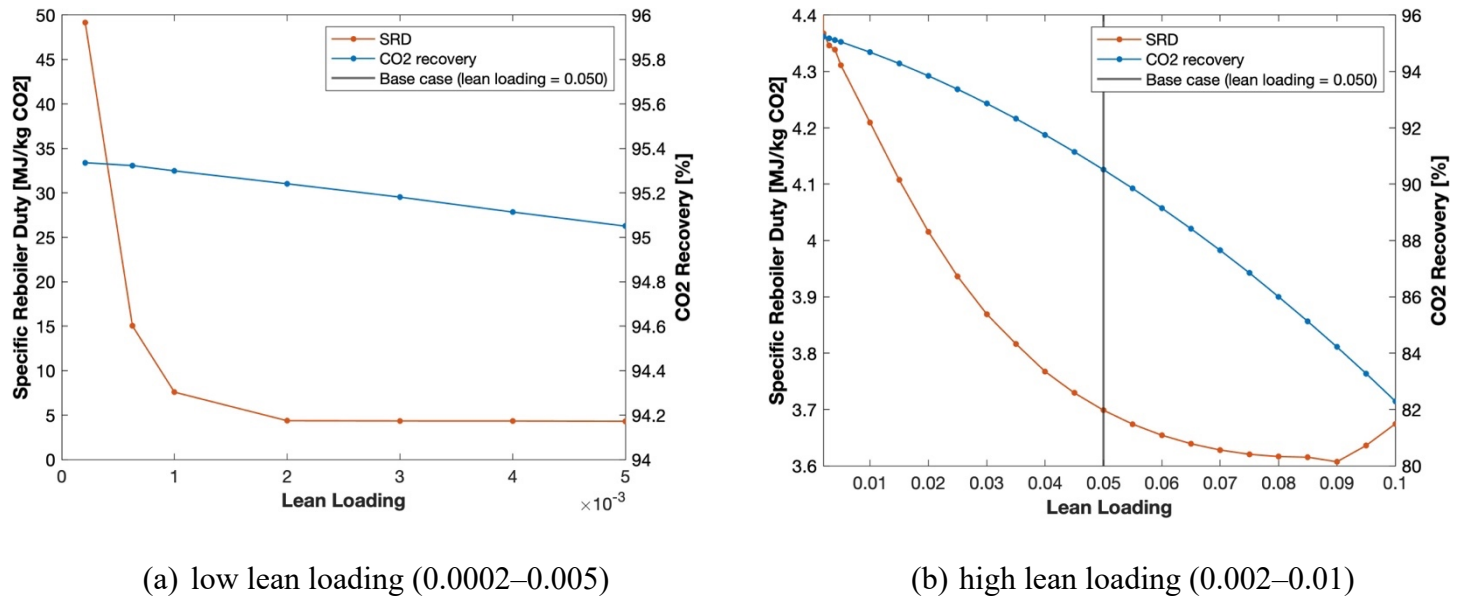 SRD
CO2 recovery
Base case (lean loading = 0.050)
Specific Reboiler Duty [MJ/kg CO2]
50
45
40
35
30
25
20
15
10
5
0
CO2 Recovery [%]
96
95.8
95.6
95.4
95.2
95
94.8
94.6
94.4
94.2
94
0 1 2 3 4 5
Lean Loading
×10⁻³
SRD
CO2 recovery
Base case (lean loading = 0.050)
Specific Reboiler Duty [MJ/kg CO2]
4.4
4.3
4.2
4.1
4
3.9
3.8
3.7
3.6
CO2 Recovery [%]
96
94
92
90
88
86
84
82
80
0.01 0.02 0.03 0.04 0.05 0.06 0.07 0.08 0.09 0.1
Lean Loading
(a) low lean loading (0.0002–0.005)
(b) high lean loading (0.002–0.01)